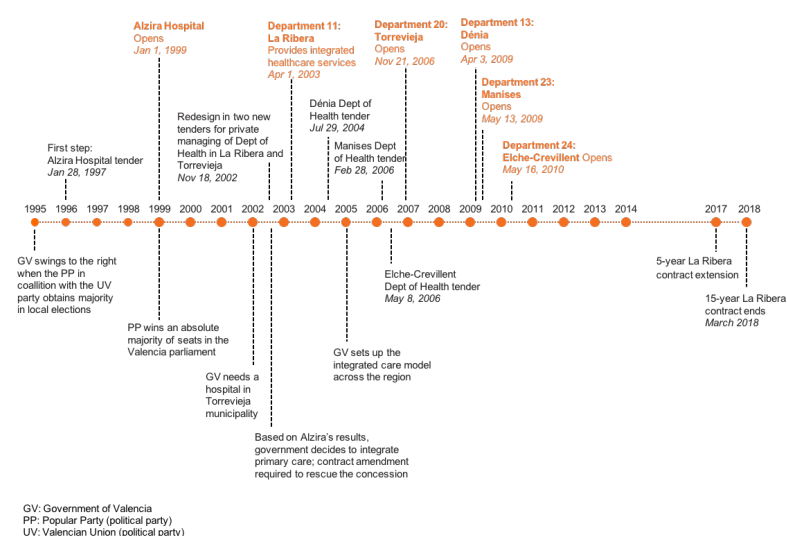 Alzira Hospital
Opens
Jan 1, 1999
Department 11:
La Ribera
Provides integrated
healthcare services
Apr 1, 2003
Department 20:
Torrevieja
Opens
Nov 21, 2006
Department 13:
Dénia
Opens
Apr 3, 2009
Department 23:
Manises
Opens
May 13, 2009
Department 24:
Elche-Crevillent Opens
May 16, 2010
First step:
Alzira Hospital tender
Jan 28, 1997
Redesign in two new
tenders for private
managing of Dept of
Health in La Ribera and
Torrevieja
Nov 18, 2002
Dénia Dept of
Health tender
Jul 29, 2004
Manises Dept
of Health tender
Feb 28, 2006
1995 1996 1997 1998 1999 2000 2001 2002 2003 2004 2005 2006 2007 2008 2009 2010 2011 2012 2013 2014 2017 2018
GV swings to the right
when the PP in
coallition with the UV
party obtains majority
in local elections
PP wins an absolute
majority of seats in the
Valencia parliament
GV needs a
hospital in
Torrevieja
municipality
Based on Alzira's results,
government decides to integrate
primary care; contract amendment
required to rescue the concession
GV sets up the
integrated care model
across the region
Elche-Crevillent
Dept of Health tender
May 8, 2006
5-year La Ribera
contract extension
15-year La Ribera
contract ends
March 2018
GV: Government of Valencia
PP: Popular Party (political party)
UV: Valencian Union (political party)